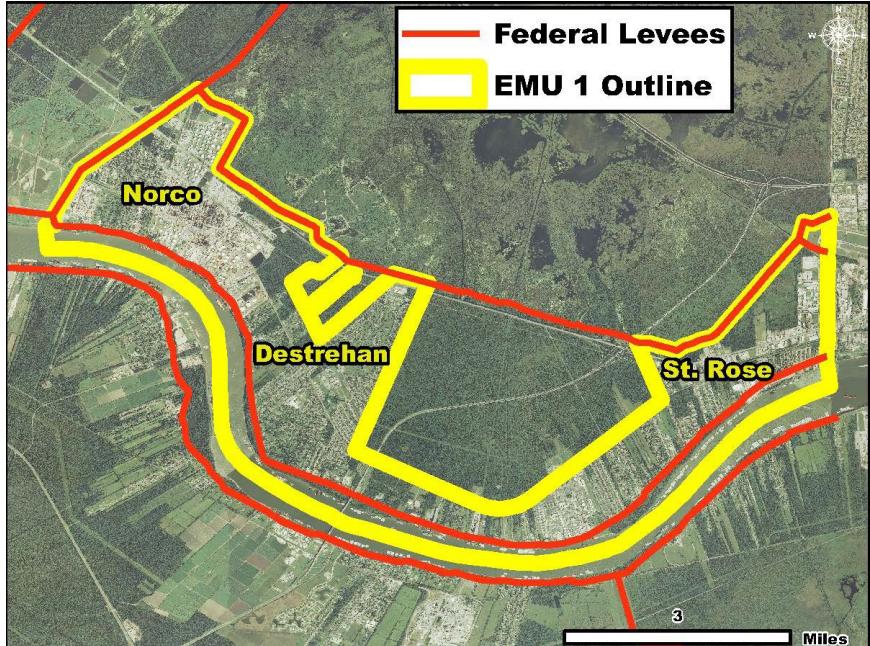 Federal Levees
EMU 1 Outline
N
W
E
S
Norco
Destrehan
St. Rose
3
Miles